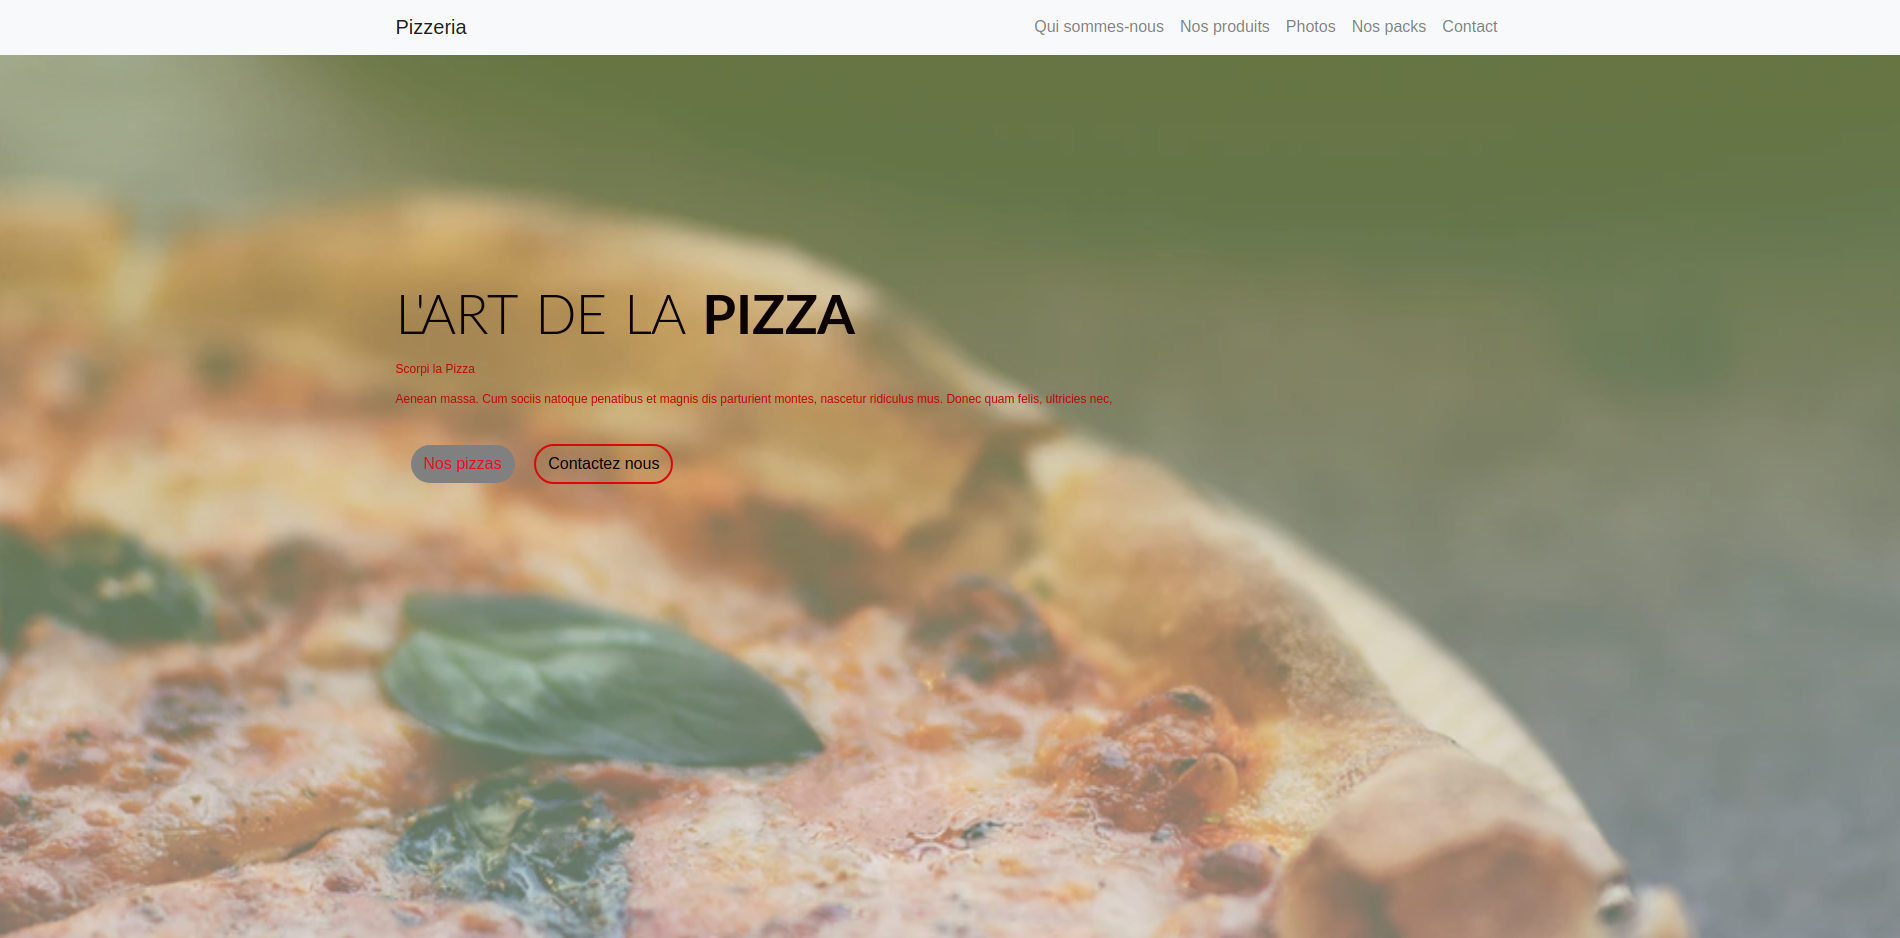 Pizzeria
Qui sommes-nous Nos produits Photos Nos packs Contact
L'ART DE LA PIZZA
Scorpi la Pizza
Aenean massa. Cum sociis natoque penatibus et magnis dis parturient montes, nascetur ridiculus mus. Donec quam felis, ultricies nec,
Nos pizzas
Contactez nous